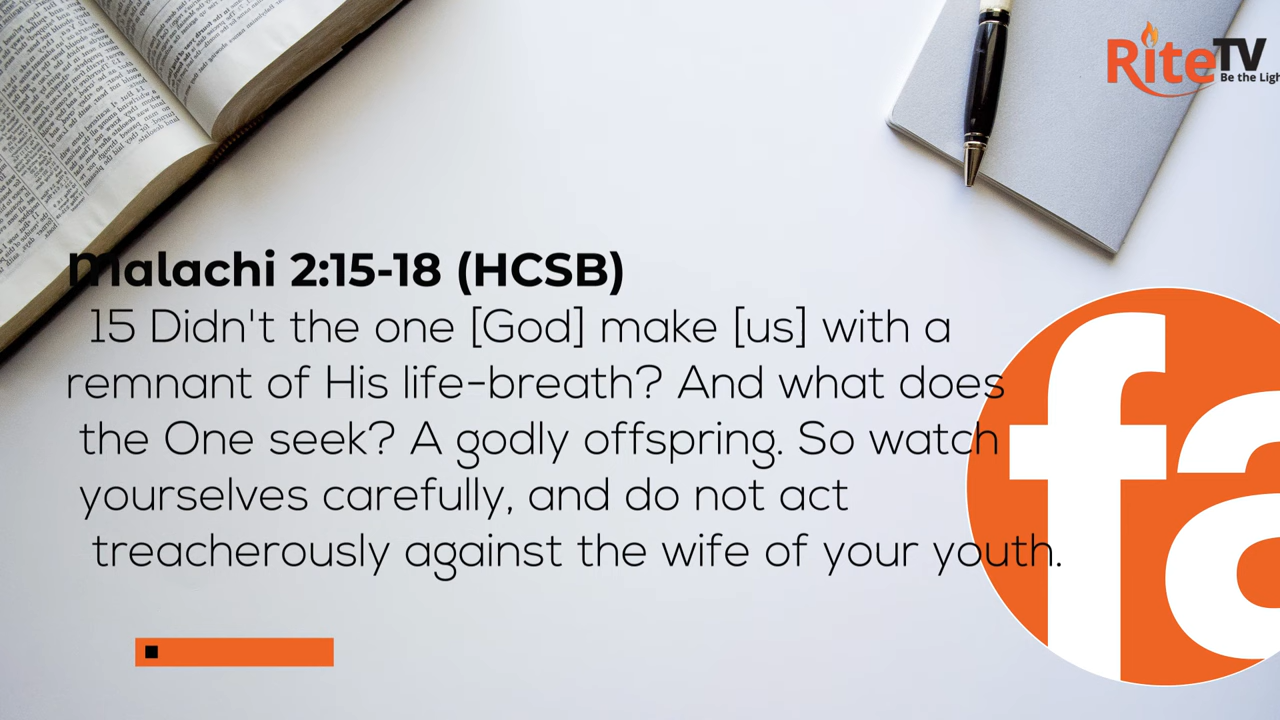 RiteTV
Be the Ligh
Malachi 2:15-18 (HCSB)
15 Didn't the one [God] make [us] with a
remnant of His life-breath? And what does
the One seek? A godly offspring. So watch
yourselves carefully, and do not act
treacherously against the wife of your youth.
fa